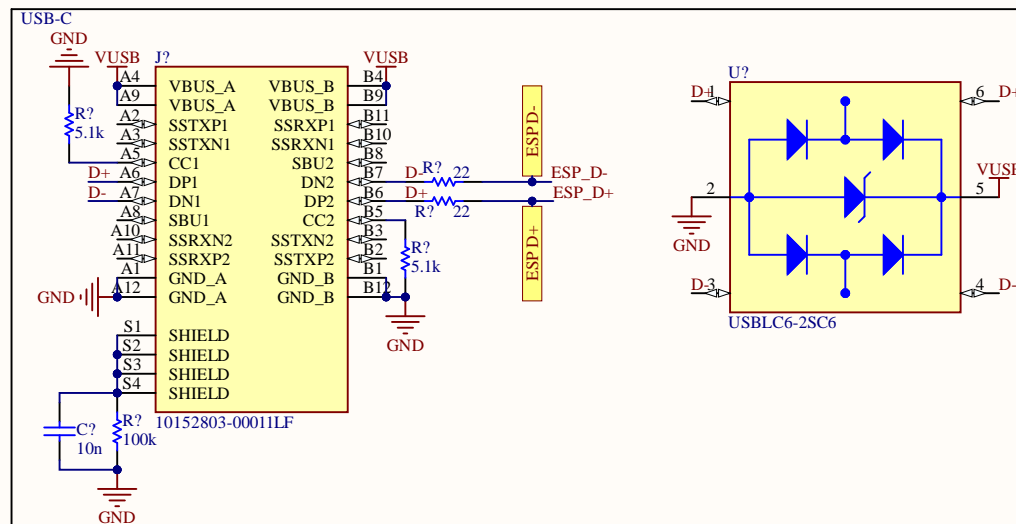 USB-C
GND
VUSB
J?
VUSB
A4 VBUS_A VBUS_B B4
A9 VBUS_A VBUS_B B9
A2 SSTXP1 SSRXP1 B11
A3 SSTXN1 SSRXN1 B10
R? 5.1k
A5 CC1 SBU2 B8
D+ A6 DP1 DN2 B7 D- R? 22 ESP_D-
D- A7 DN1 DP2 B6 D+ R? 22 ESP_D+
A8 SBU1 CC2 B5
A10 SSRXN2 SSTXN2 B3
A11 SSRXP2 SSTXP2 B2
R? 5.1k
A1 GND_A GND_B B1
GND A12 GND_A GND_B B12
GND
S1 SHIELD
S2 SHIELD
S3 SHIELD
S4 SHIELD
10152803-00011LF
C? 10n
R? 100k
GND
ESP D-
ESP D+
U?
D+ 1 6 D+
GND 2 5 VUSB
D- 3 4 D-
USBLC6-2SC6